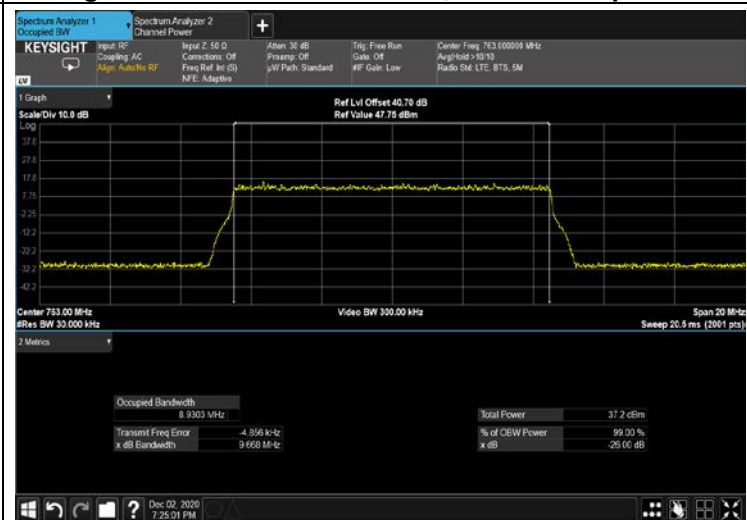 Spectrum Analyzer 1
Occupied BW
Spectrum Analyzer 2
Channel Power
+
KEYSIGHT
Input: RF
Coupling: AC
Align: Auto/No RF
Input Z: 50 Ω
Corrections: Off
Freq Ref: Int (S)
NFE: Adaptive
Atten: 30 dB
Preamp: Off
µW Path: Standard
Trig: Free Run
Gate: Off
#IF Gain: Low
Center Freq: 763.000000 MHz
Avg|Hold>10/10
Radio Std: LTE, BTS, 5M
LV
1 Graph
Scale/Div 10.0 dB
Ref Lvl Offset 40.70 dB
Ref Value 47.75 dBm
Log
37.8
27.8
17.8
7.75
-2.25
-12.2
-22.2
-32.2
-42.2
Center 763.00 MHz
#Res BW 30.000 kHz
Video BW 300.00 kHz
Span 20 MHz
Sweep 20.5 ms (2001 pts)
2 Metrics
Occupied Bandwidth
8.9303 MHz
Total Power 37.2 dBm
Transmit Freq Error -4.856 kHz
% of OBW Power 99.00 %
x dB Bandwidth 9.668 MHz
x dB -26.00 dB
?
Dec 02, 2020
7:25:01 PM